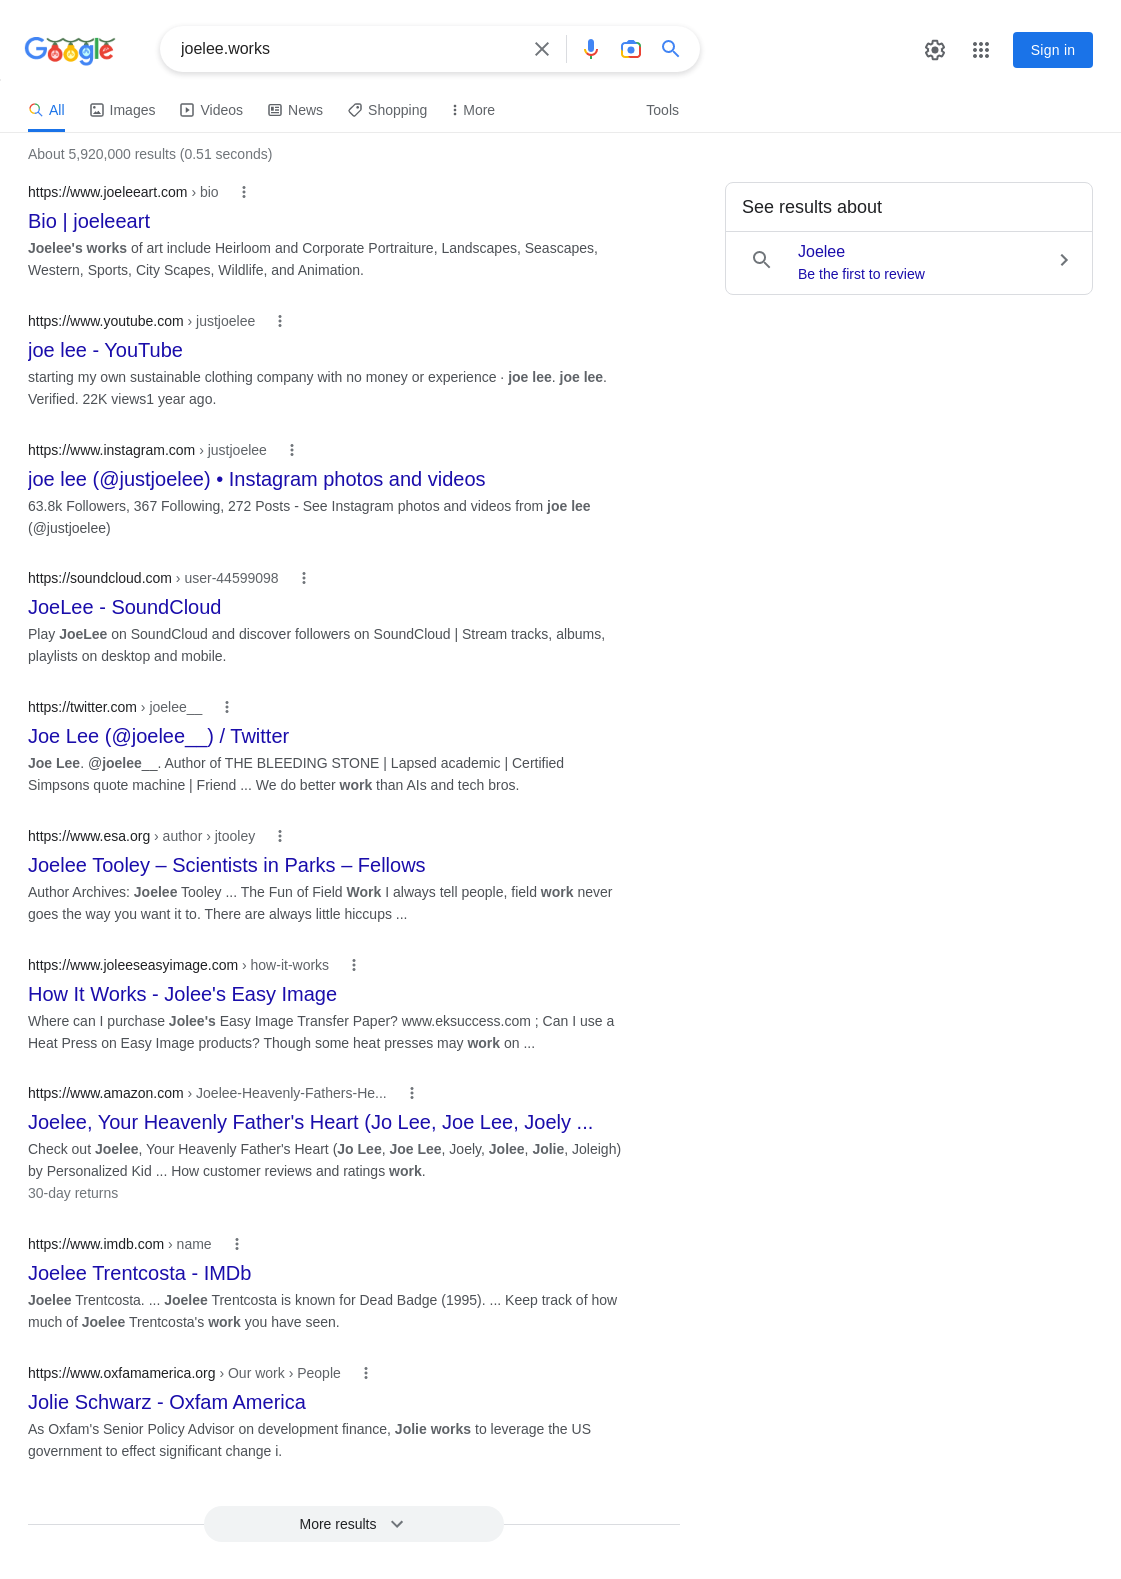 Google
joelee.works
Sign in
All
Images
Videos
News
Shopping
More
Tools
About 5,920,000 results (0.51 seconds)
https://www.joeleeart.com › bio
Bio | joeleeart
Joelee's works of art include Heirloom and Corporate Portraiture, Landscapes, Seascapes,
Western, Sports, City Scapes, Wildlife, and Animation.
https://www.youtube.com › justjoelee
joe lee - YouTube
starting my own sustainable clothing company with no money or experience · joe lee. joe lee.
Verified. 22K views1 year ago.
https://www.instagram.com › justjoelee
joe lee (@justjoelee) • Instagram photos and videos
63.8k Followers, 367 Following, 272 Posts - See Instagram photos and videos from joe lee
(@justjoelee)
https://soundcloud.com › user-44599098
JoeLee - SoundCloud
Play JoeLee on SoundCloud and discover followers on SoundCloud | Stream tracks, albums,
playlists on desktop and mobile.
https://twitter.com › joelee__
Joe Lee (@joelee__) / Twitter
Joe Lee. @joelee__. Author of THE BLEEDING STONE | Lapsed academic | Certified
Simpsons quote machine | Friend ... We do better work than AIs and tech bros.
https://www.esa.org › author › jtooley
Joelee Tooley – Scientists in Parks – Fellows
Author Archives: Joelee Tooley ... The Fun of Field Work I always tell people, field work never
goes the way you want it to. There are always little hiccups ...
https://www.joleeseasyimage.com › how-it-works
How It Works - Jolee's Easy Image
Where can I purchase Jolee's Easy Image Transfer Paper? www.eksuccess.com ; Can I use a
Heat Press on Easy Image products? Though some heat presses may work on ...
https://www.amazon.com › Joelee-Heavenly-Fathers-He...
Joelee, Your Heavenly Father's Heart (Jo Lee, Joe Lee, Joely ...
Check out Joelee, Your Heavenly Father's Heart (Jo Lee, Joe Lee, Joely, Jolee, Jolie, Joleigh)
by Personalized Kid ... How customer reviews and ratings work.
30-day returns
https://www.imdb.com › name
Joelee Trentcosta - IMDb
Joelee Trentcosta. ... Joelee Trentcosta is known for Dead Badge (1995). ... Keep track of how
much of Joelee Trentcosta's work you have seen.
https://www.oxfamamerica.org › Our work › People
Jolie Schwarz - Oxfam America
As Oxfam's Senior Policy Advisor on development finance, Jolie works to leverage the US
government to effect significant change i.
More results
See results about
Joelee
Be the first to review